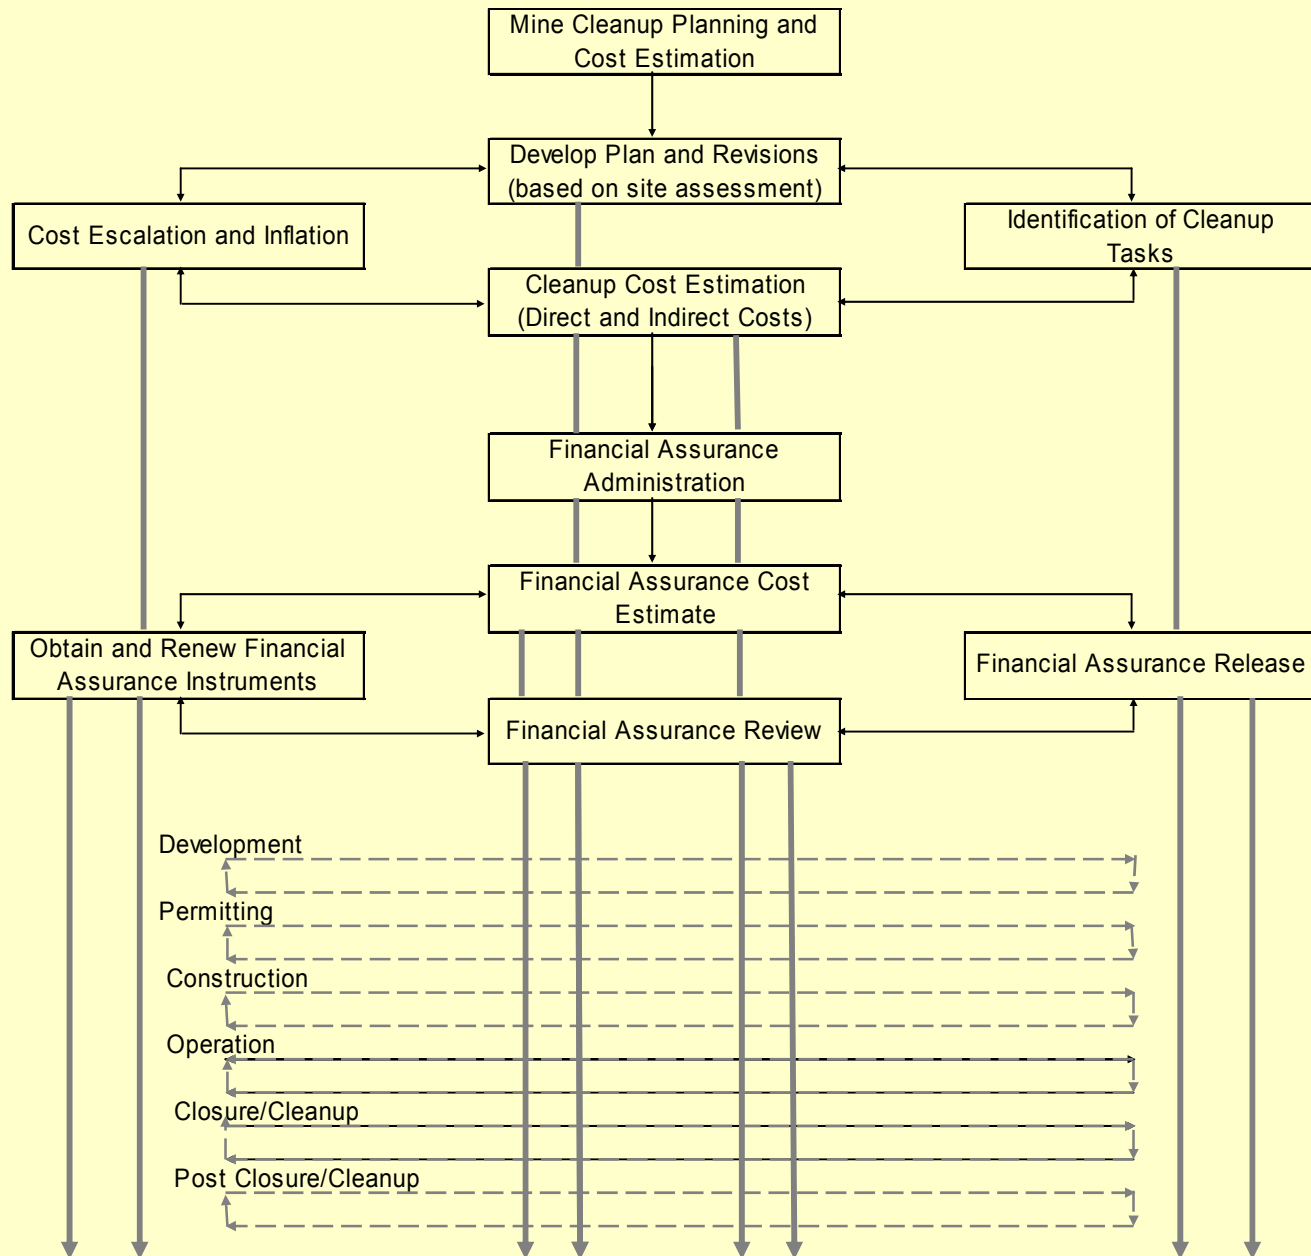 Mine Cleanup Planning and
Cost Estimation
Develop Plan and Revisions
(based on site assessment)
Cost Escalation and Inflation
Identification of Cleanup
Tasks
Cleanup Cost Estimation
(Direct and Indirect Costs)
Financial Assurance
Administration
Financial Assurance Cost
Estimate
Obtain and Renew Financial
Assurance Instruments
Financial Assurance Release
Financial Assurance Review
Development
Permitting
Construction
Operation
Closure/Cleanup
Post Closure/Cleanup